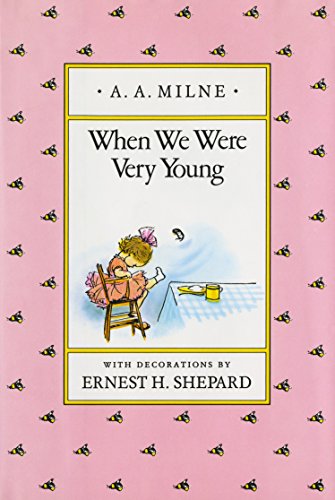 · A. A. MILNE ·
When We Were
Very Young
WITH DECORATIONS BY
ERNEST H. SHEPARD